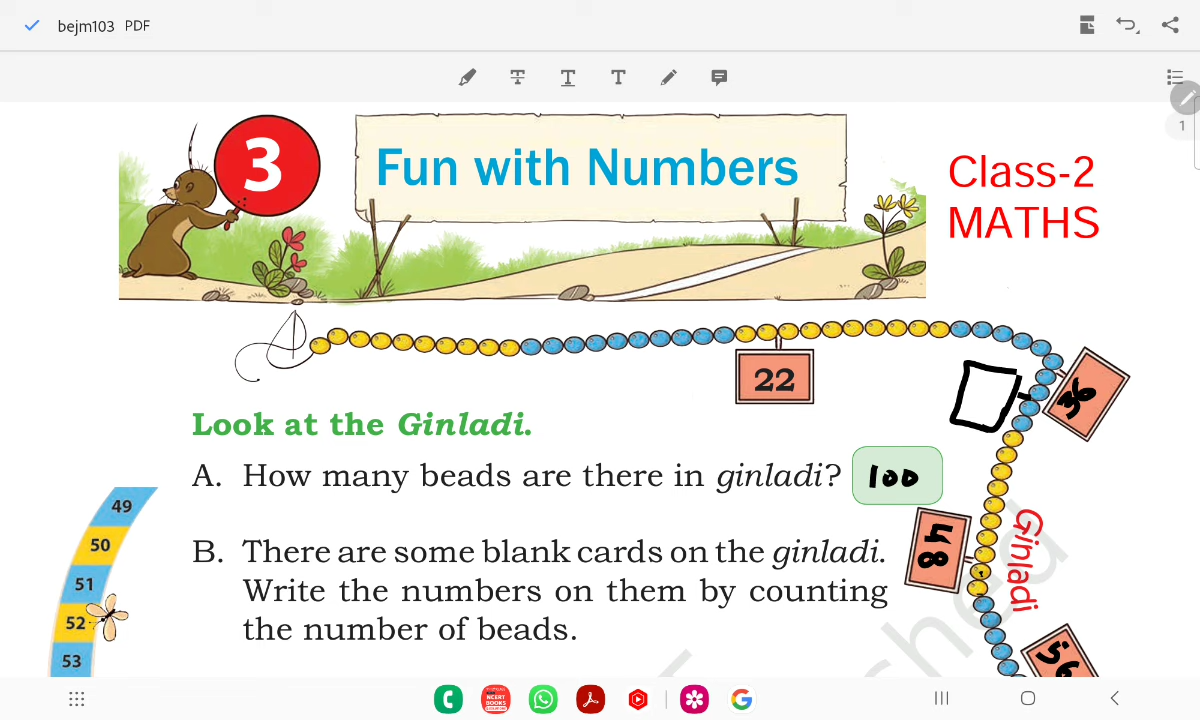 bejm103 PDF
1
3
Fun with Numbers
Class-2
MATHS
22
36
Look at the Ginladi.
A. How many beads are there in ginladi? 100
49
50
51
52
53
48
Ginladi
B. There are some blank cards on the ginladi.
Write the numbers on them by counting
the number of beads.
56